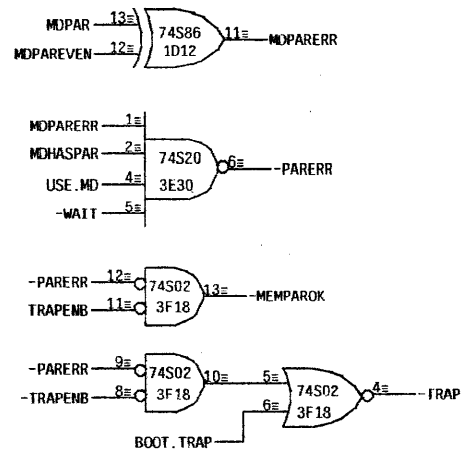 MDPAR 13≡ 74S86 11≡ MDPARERR
MDPAREVEN 12≡ 1D12
MDPARERR 1≡
MDHASPAR 2≡ 74S20 6≡ -PARERR
USE.MD 4≡ 3E30
-WAIT 5≡
-PARERR 12≡ 74S02 13≡ -MEMPAROK
TRAPENB 11≡ 3F18
-PARERR 9≡ 74S02 10≡ 5≡ 74S02 4≡ -TRAP
-TRAPENB 8≡ 3F18 6≡ 3F18
BOOT.TRAP